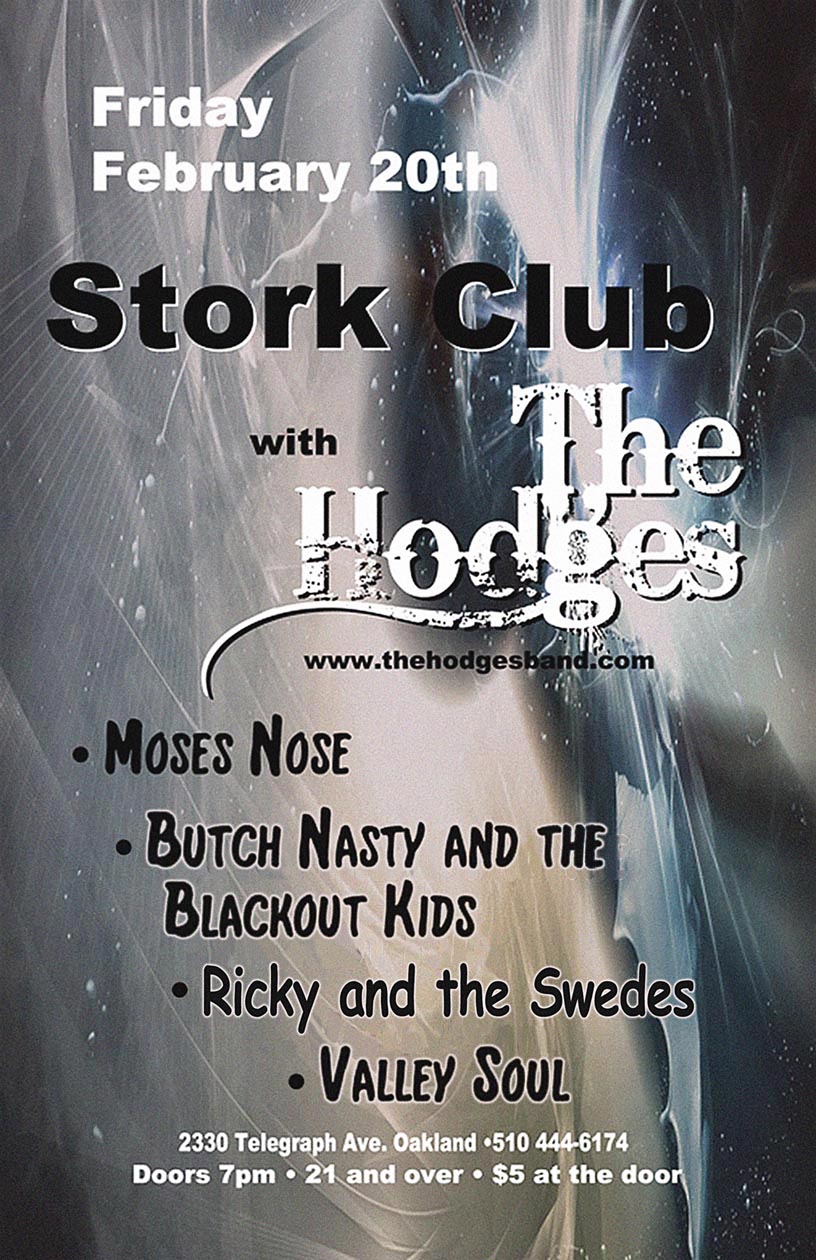 Friday
February 20th
Stork Club
with The
Hodges
www.thehodgesband.com
• Moses Nose
• Butch Nasty and the
Blackout Kids
• Ricky and the Swedes
• Valley Soul
2330 Telegraph Ave. Oakland •510 444-6174
Doors 7pm • 21 and over • $5 at the door